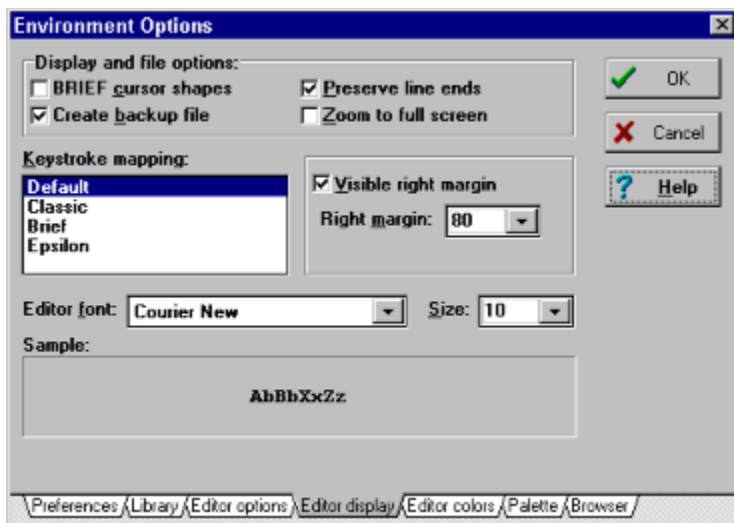 Environment Options
Display and file options:
BRIEF cursor shapes
Preserve line ends
Create backup file
Zoom to full screen
OK
Cancel
Help
Keystroke mapping:
Default
Classic
Brief
Epsilon
Visible right margin
Right margin: 80
Editor font: Courier New Size: 10
Sample:
AbBbXxZz
Preferences Library Editor options Editor display Editor colors Palette Browser